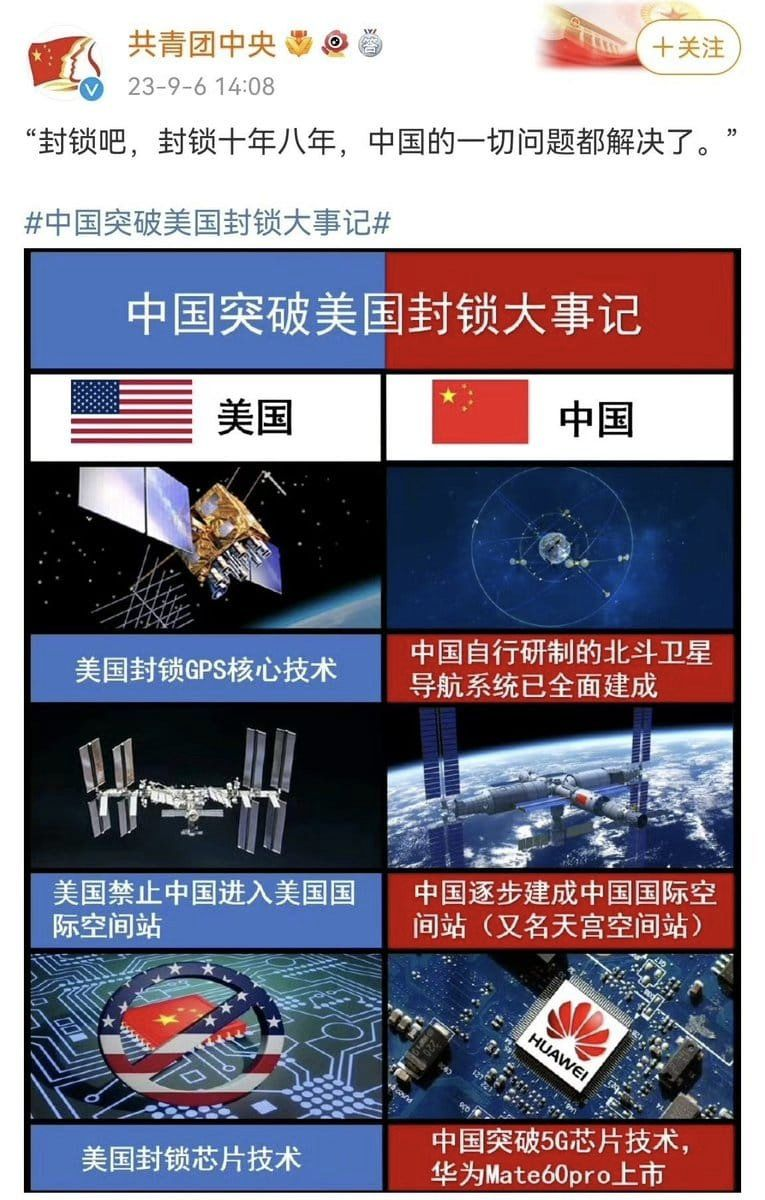 共青团中央
答
＋关注
23-9-6 14:08
“封锁吧，封锁十年八年，中国的一切问题都解决了。”
#中国突破美国封锁大事记#
中国突破美国封锁大事记
美国
中国
美国封锁GPS核心技术
中国自行研制的北斗卫星
导航系统已全面建成
美国禁止中国进入美国国
际空间站
中国逐步建成中国国际空
间站（又名天宫空间站）
HUAWEI
美国封锁芯片技术
中国突破5G芯片技术，
华为Mate60pro上市